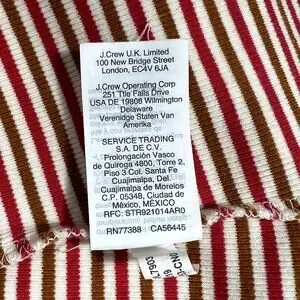 J.Crew U.K. Limited
100 New Bridge Street
London, EC4V 6JA
J.Crew Operating Corp
251 Ttle Falls Drive
USA DE 19808 Wilmington
Delaware
Verenidge Staten Van
Amerika
SERVICE TRADING
S.A. DE C.V.
Prolongación Vasco
de Quiroga 4800, Torre 2,
Piso 3 Col. Santa Fe
Cuajimalpa, Del.
Cuajimalpa de Morelos
C.P. 05348, Ciudad de
México, MÉXICO
RFC: STR921014AR0
RN77388 CA56445